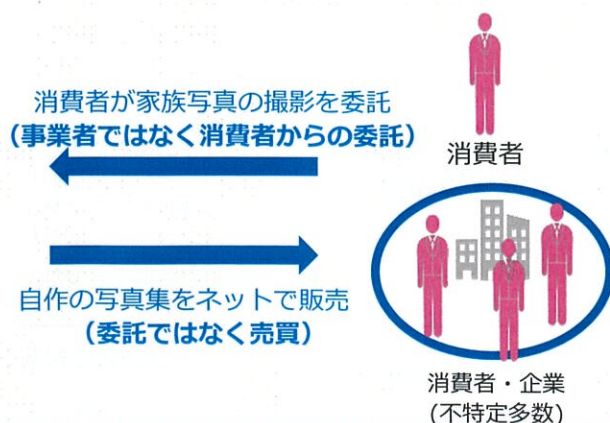 消費者が家族写真の撮影を委託
(事業者ではなく消費者からの委託)
消費者
自作の写真集をネットで販売
(委託ではなく売買)
消費者・企業
(不特定多数)